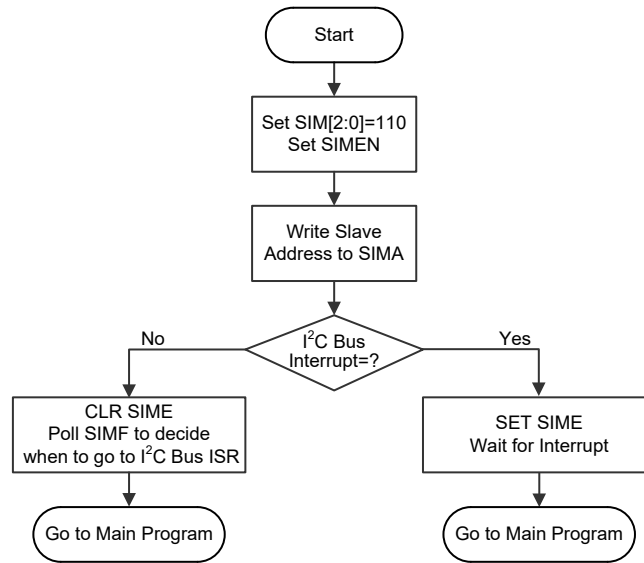 Start
Set SIM[2:0]=110
Set SIMEN
Write Slave
Address to SIMA
I²C Bus
Interrupt=?
No
Yes
CLR SIME
Poll SIMF to decide
when to go to I²C Bus ISR
SET SIME
Wait for Interrupt
Go to Main Program
Go to Main Program